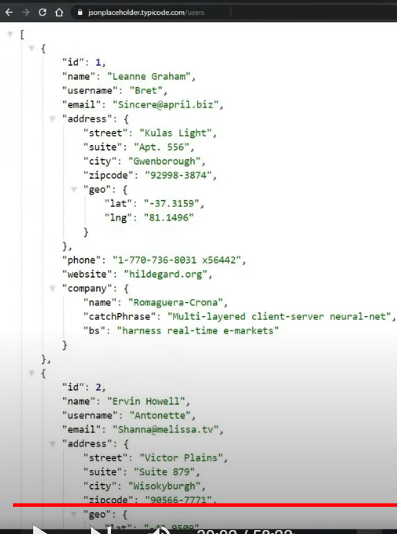 jsonplaceholder.typicode.com/users
[
{
"id": 1,
"name": "Leanne Graham",
"username": "Bret",
"email": "Sincere@april.biz",
"address": {
"street": "Kulas Light",
"suite": "Apt. 556",
"city": "Gwenborough",
"zipcode": "92998-3874",
"geo": {
"lat": "-37.3159",
"lng": "81.1496"
}
},
"phone": "1-770-736-8031 x56442",
"website": "hildegard.org",
"company": {
"name": "Romaguera-Crona",
"catchPhrase": "Multi-layered client-server neural-net",
"bs": "harness real-time e-markets"
}
},
{
"id": 2,
"name": "Ervin Howell",
"username": "Antonette",
"email": "Shanna@melissa.tv",
"address": {
"street": "Victor Plains",
"suite": "Suite 879",
"city": "Wisokyburgh",
"zipcode": "90566-7771",
"geo": {
"lat":